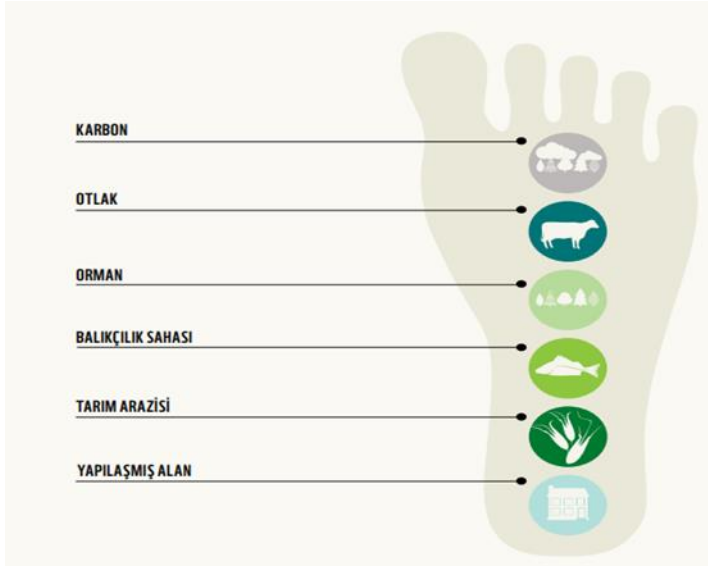 KARBON
OTLAK
ORMAN
BALIKÇILIK SAHASI
TARIM ARAZİSİ
YAPILAŞMIŞ ALAN